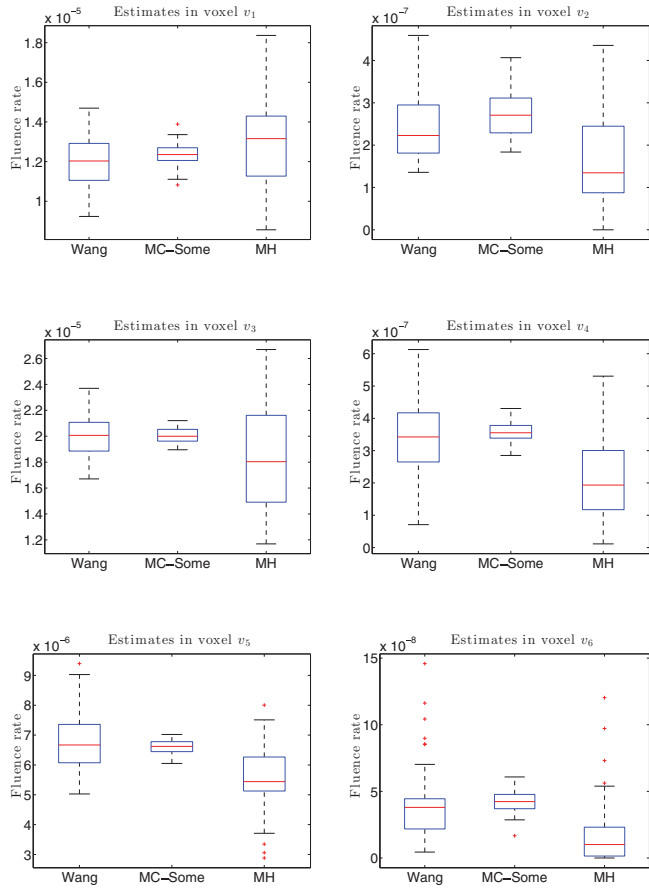 x 10⁻⁵ Estimates in voxel v₁
1.8
1.6
1.4
1.2
1
Fluence rate
Wang MC−Some MH
x 10⁻⁷ Estimates in voxel v₂
4
3
2
1
0
Fluence rate
Wang MC−Some MH
x 10⁻⁵ Estimates in voxel v₃
2.6
2.4
2.2
2
1.8
1.6
1.4
1.2
Fluence rate
Wang MC−Some MH
x 10⁻⁷ Estimates in voxel v₄
6
5
4
3
2
1
0
Fluence rate
Wang MC−Some MH
x 10⁻⁶ Estimates in voxel v₅
9
8
7
6
5
4
3
Fluence rate
Wang MC−Some MH
x 10⁻⁸ Estimates in voxel v₆
15
10
5
0
Fluence rate
Wang MC−Some MH